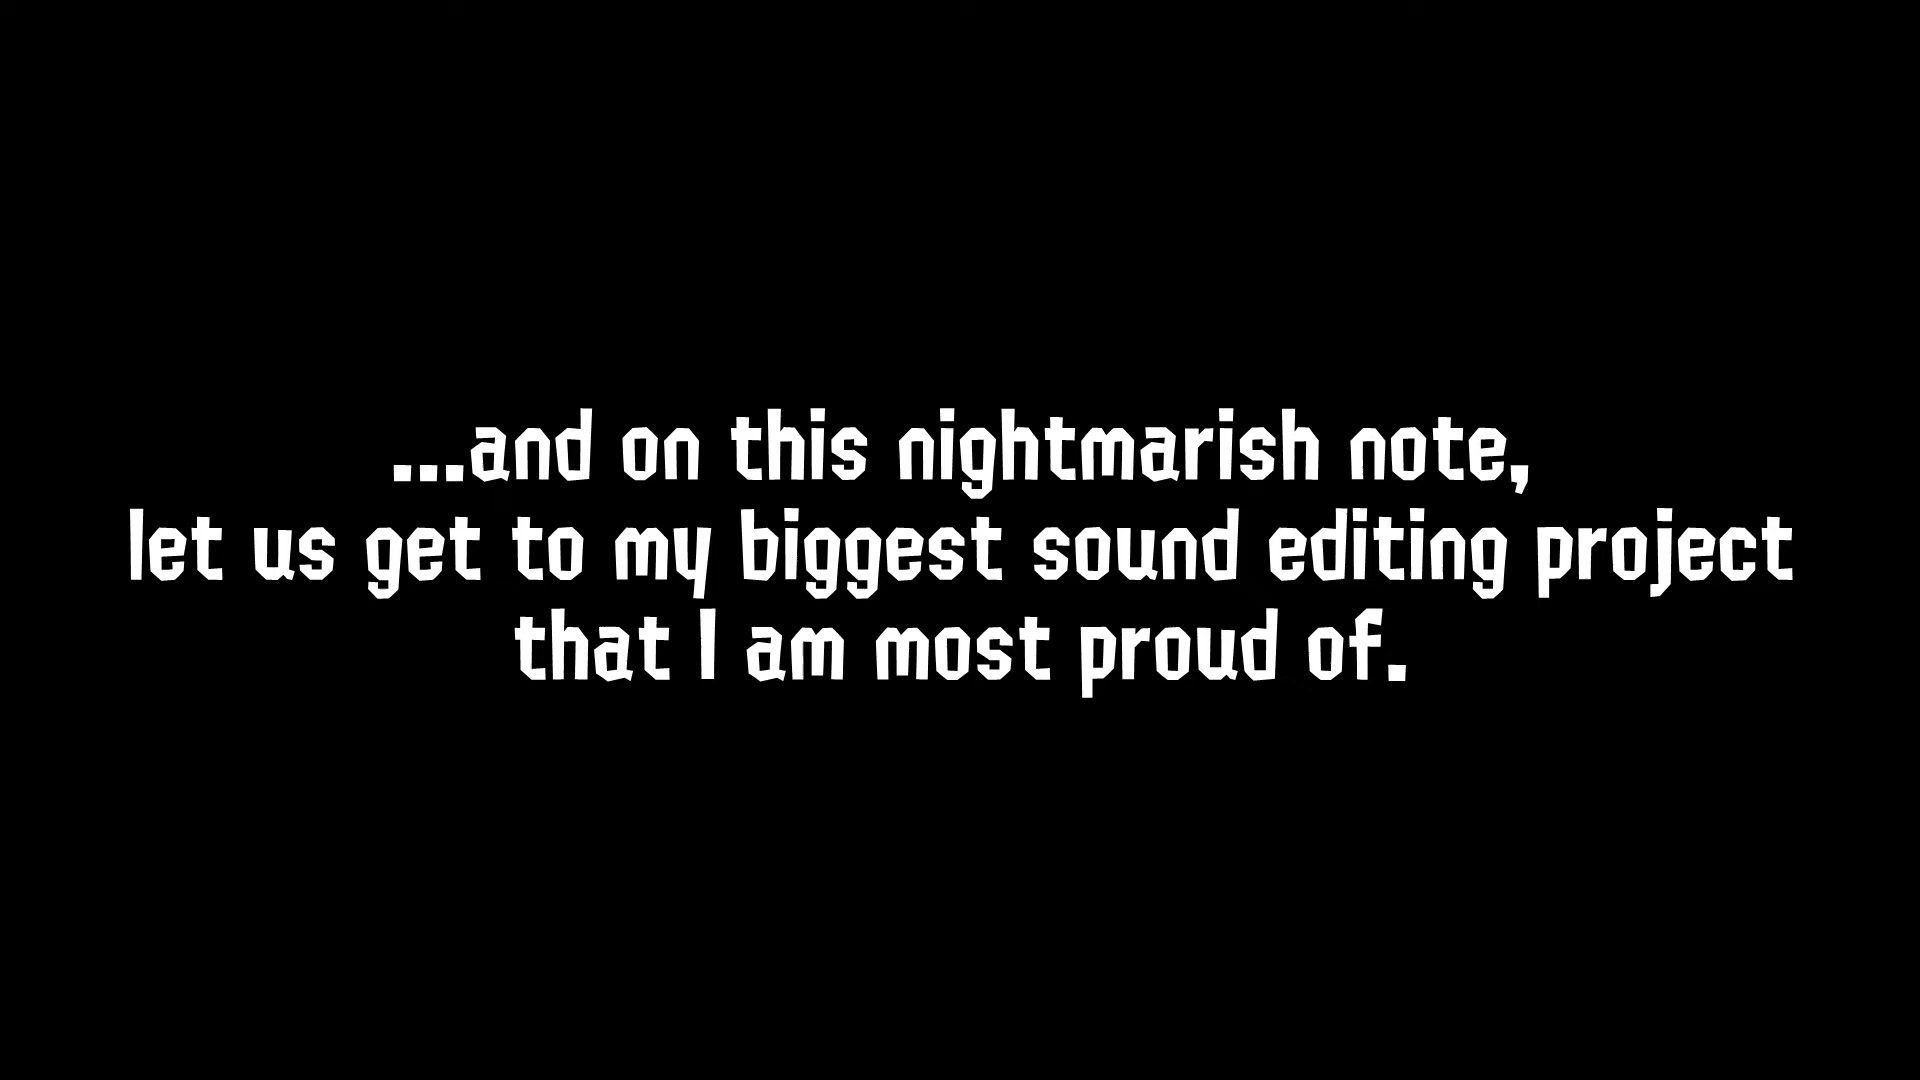 ...and on this nightmarish note,
let us get to my biggest sound editing project
that I am most proud of.